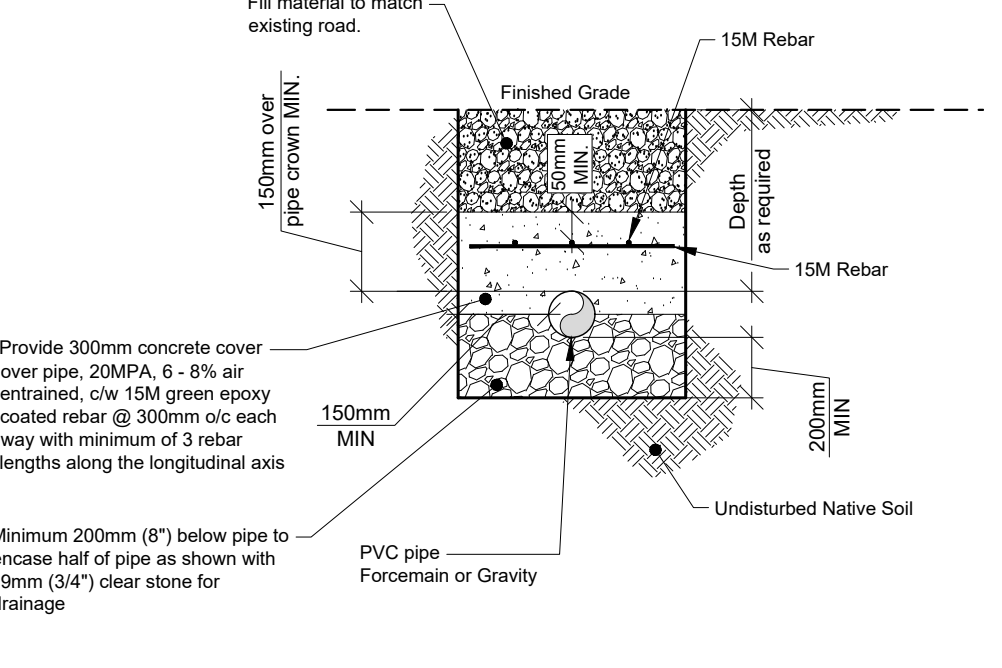 Fill material to match
existing road.
15M Rebar
Finished Grade
150mm over
pipe crown MIN.
50mm
MIN.
Depth
as required
15M Rebar
Provide 300mm concrete cover
over pipe, 20MPA, 6 - 8% air
entrained, c/w 15M green epoxy
coated rebar @ 300mm o/c each
way with minimum of 3 rebar
lengths along the longitudinal axis
150mm
MIN
200mm
MIN
Undisturbed Native Soil
Minimum 200mm (8") below pipe to
encase half of pipe as shown with
9mm (3/4") clear stone for
drainage
PVC pipe
Forcemain or Gravity